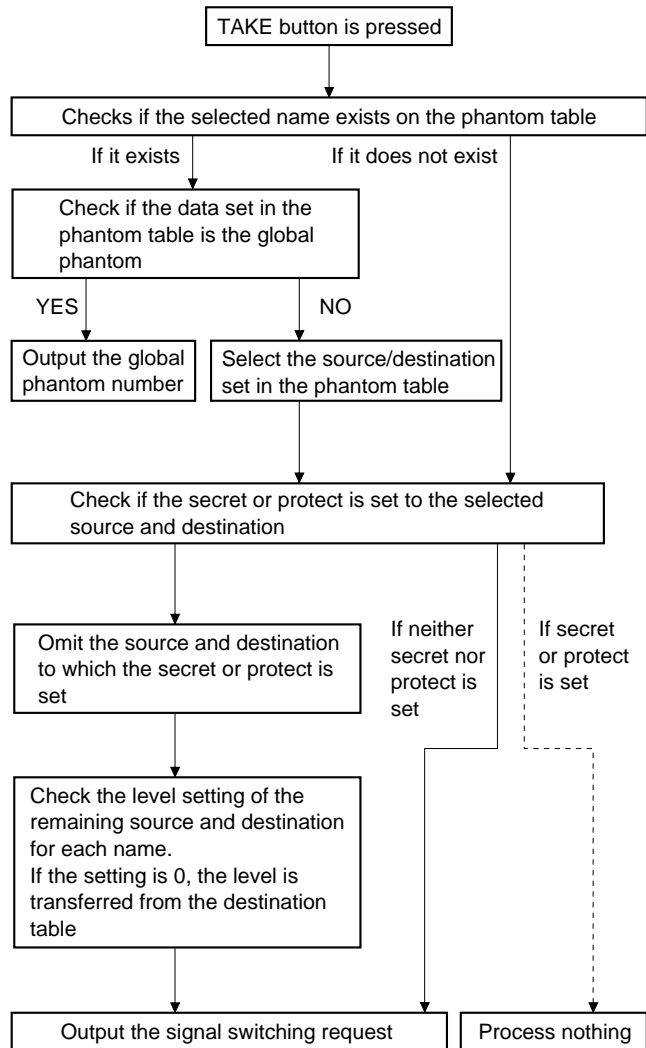 TAKE button is pressed
Checks if the selected name exists on the phantom table
If it exists
If it does not exist
Check if the data set in the
phantom table is the global
phantom
YES
NO
Output the global
phantom number
Select the source/destination
set in the phantom table
Check if the secret or protect is set to the selected
source and destination
Omit the source and destination
to which the secret or protect is
set
If neither
secret nor
protect is
set
If secret
or protect
is set
Check the level setting of the
remaining source and destination
for each name.
If the setting is 0, the level is
transferred from the destination
table
Output the signal switching request
Process nothing